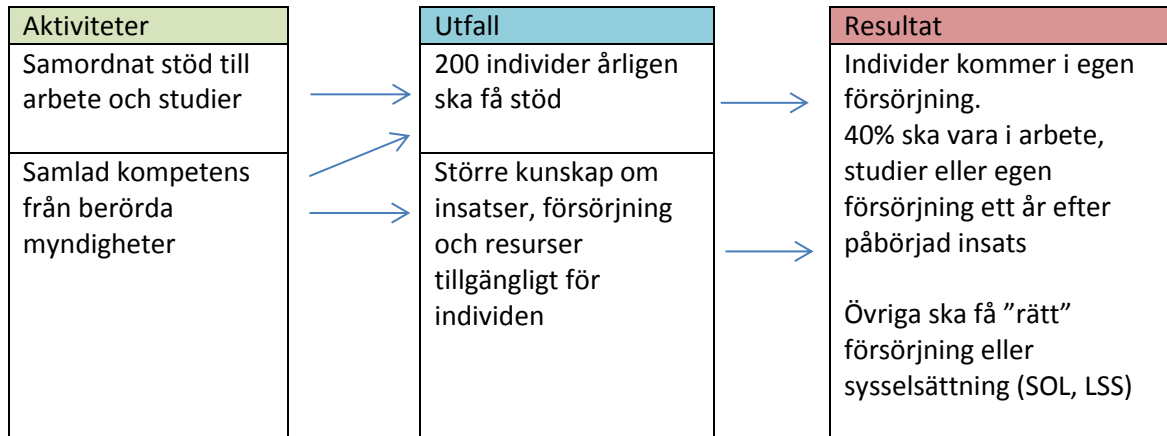 Aktiviteter
Samordnat stöd till
arbete och studier
Samlad kompetens
från berörda
myndigheter
Utfall
200 individer årligen
ska få stöd
Större kunskap om
insatser, försörjning
och resurser
tillgängligt för
individen
Resultat
Individer kommer i egen
försörjning.
40% ska vara i arbete,
studier eller egen
försörjning ett år efter
påbörjad insats
Övriga ska få ”rätt”
försörjning eller
sysselsättning (SOL, LSS)